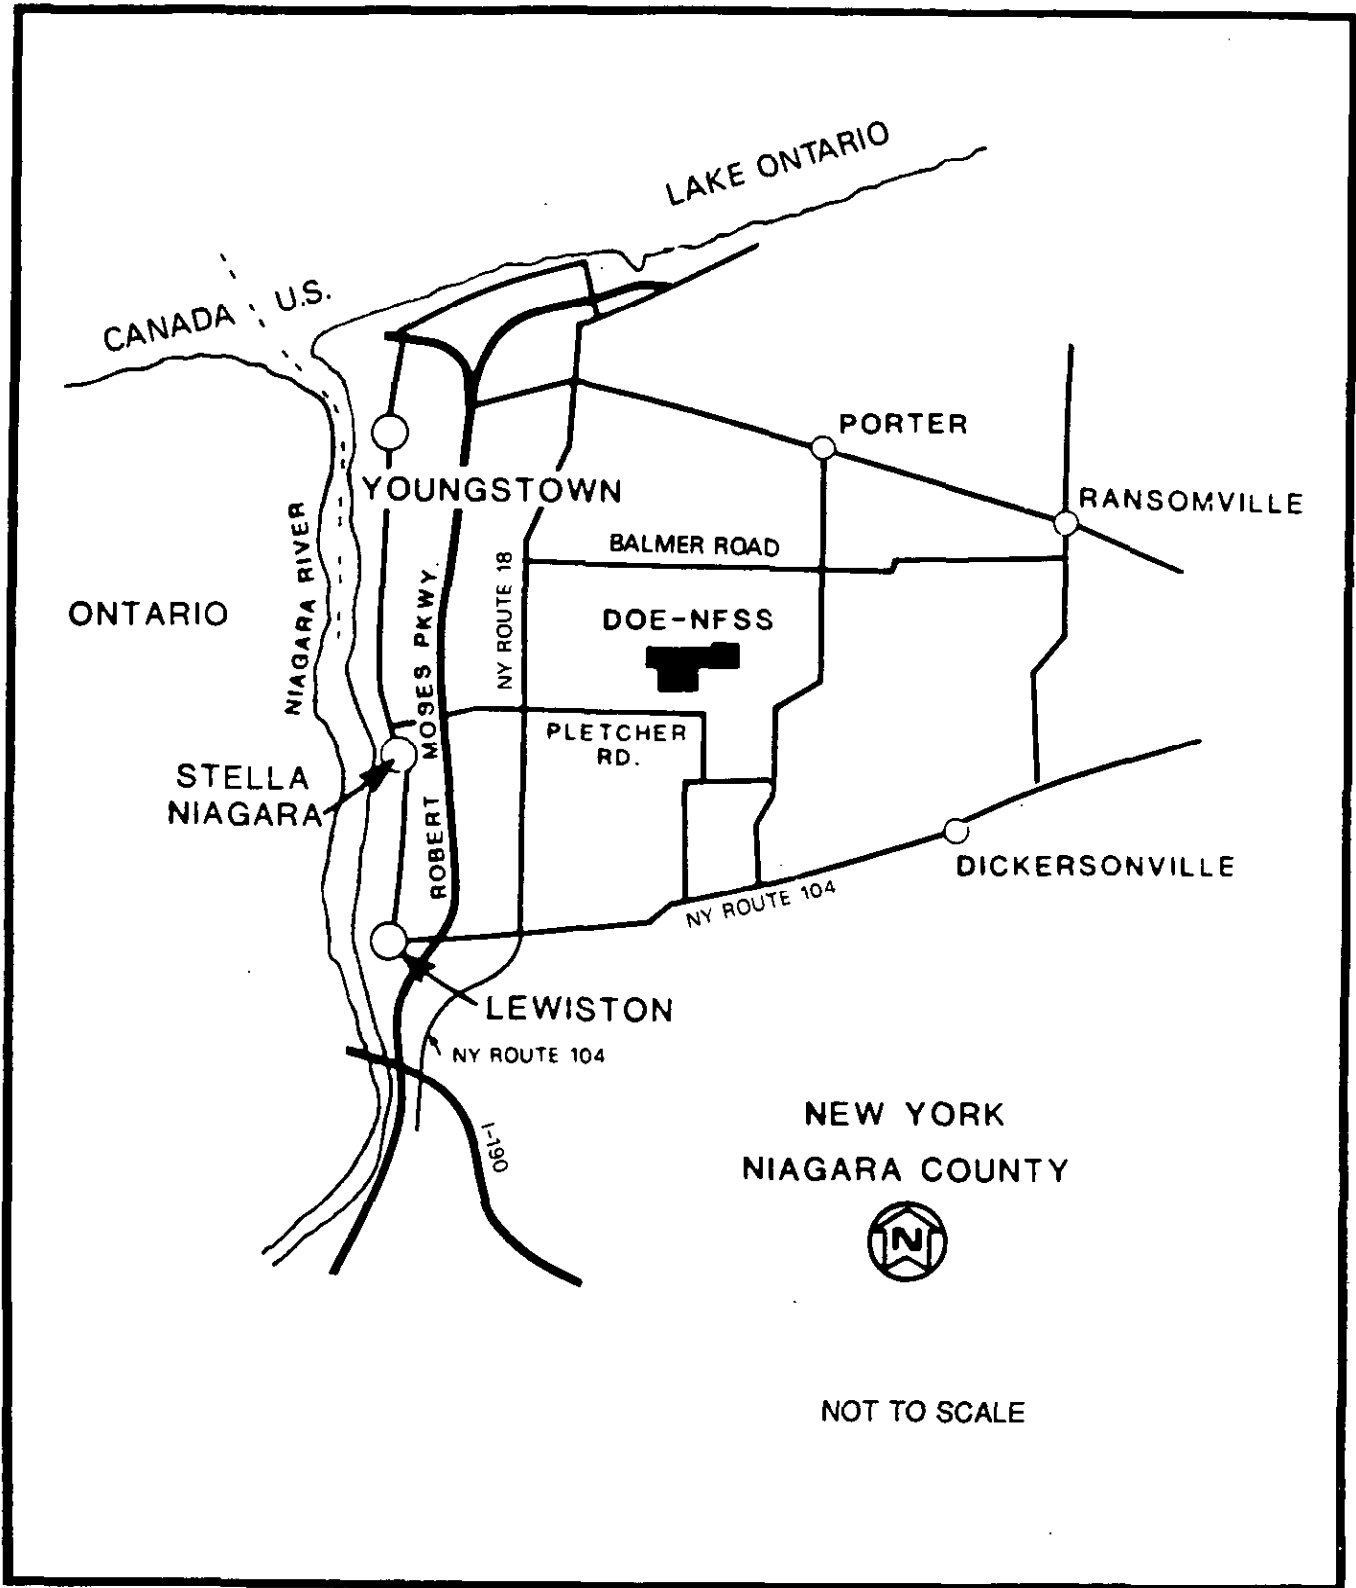 LAKE ONTARIO
CANADA
U.S.
PORTER
YOUNGSTOWN
RANSOMVILLE
BALMER ROAD
NIAGARA RIVER
NY ROUTE 18
ONTARIO
DOE-NFSS
ROBERT MOSES PKWY.
PLETCHER
RD.
STELLA
NIAGARA
DICKERSONVILLE
NY ROUTE 104
LEWISTON
NY ROUTE 104
I-190
NEW YORK
NIAGARA COUNTY
N
NOT TO SCALE